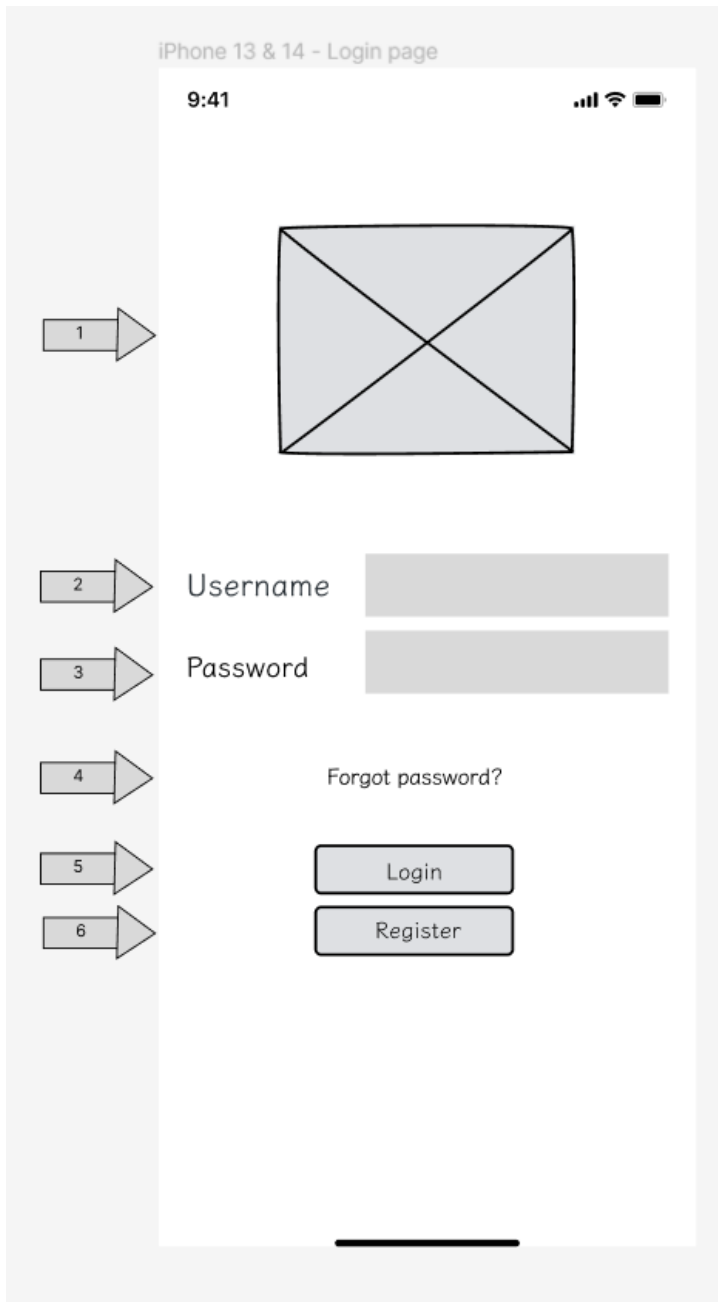 iPhone 13 & 14 - Login page
9:41
1
2 Username
3 Password
4 Forgot password?
5 Login
6 Register